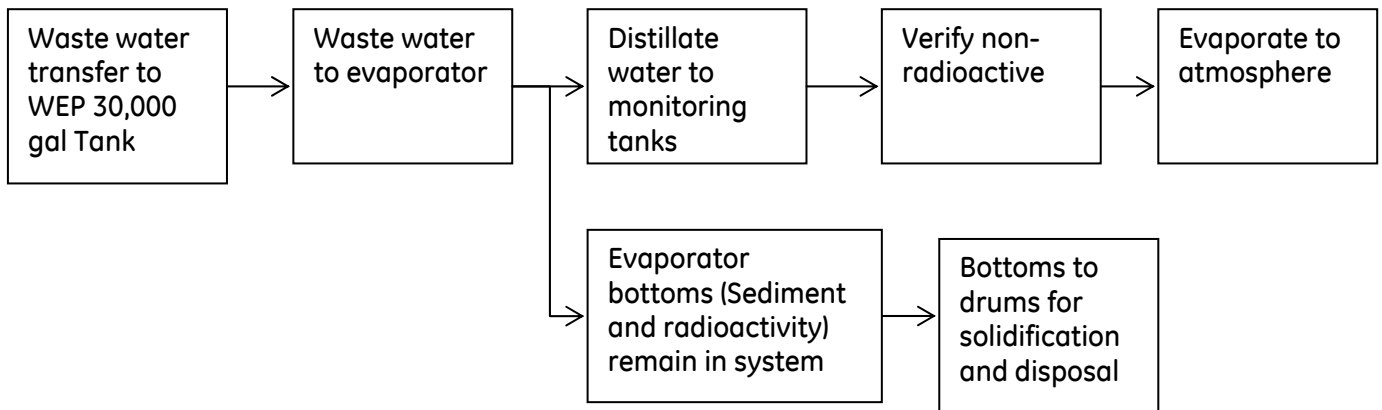 Waste water
transfer to
WEP 30,000
gal Tank
Waste water
to evaporator
Distillate
water to
monitoring
tanks
Verify non-
radioactive
Evaporate to
atmosphere
Evaporator
bottoms (Sediment
and radioactivity)
remain in system
Bottoms to
drums for
solidification
and disposal